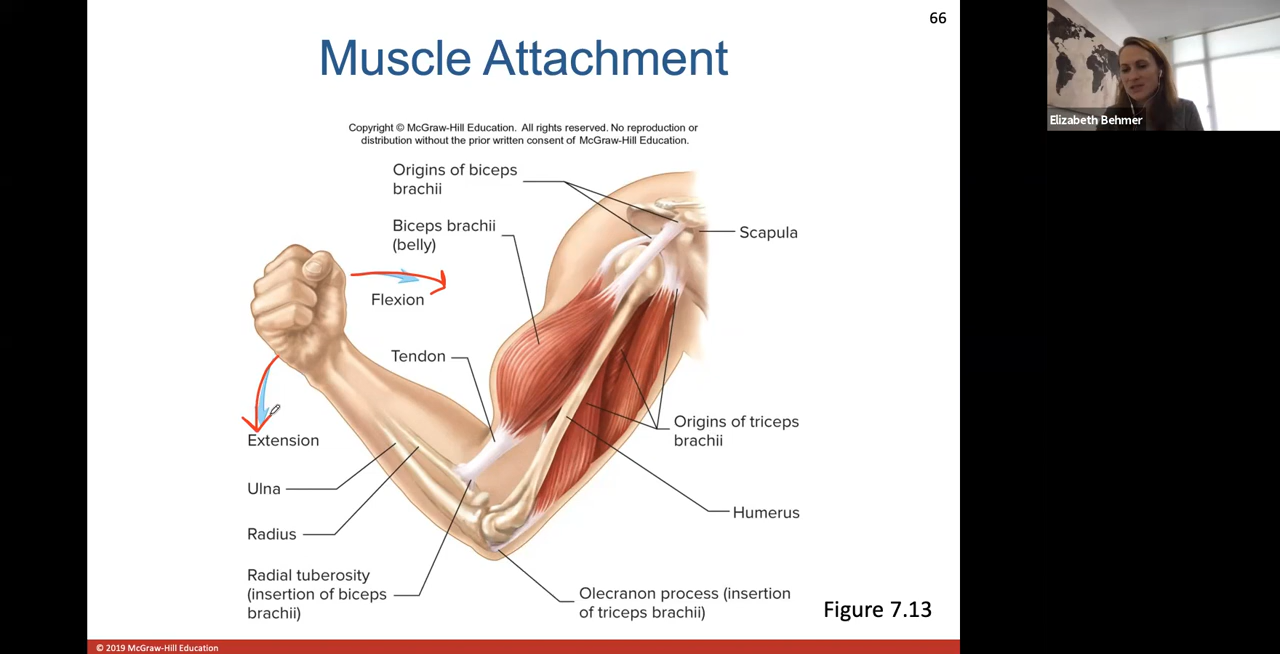 66
Muscle Attachment
Copyright © McGraw-Hill Education. All rights reserved. No reproduction or
distribution without the prior written consent of McGraw-Hill Education.
Origins of biceps
brachii
Biceps brachii
(belly)
Scapula
Flexion
Tendon
Extension
Origins of triceps
brachii
Ulna
Humerus
Radius
Radial tuberosity
(insertion of biceps
brachii)
Olecranon process (insertion
of triceps brachii)
Figure 7.13
© 2019 McGraw-Hill Education
Elizabeth Behmer